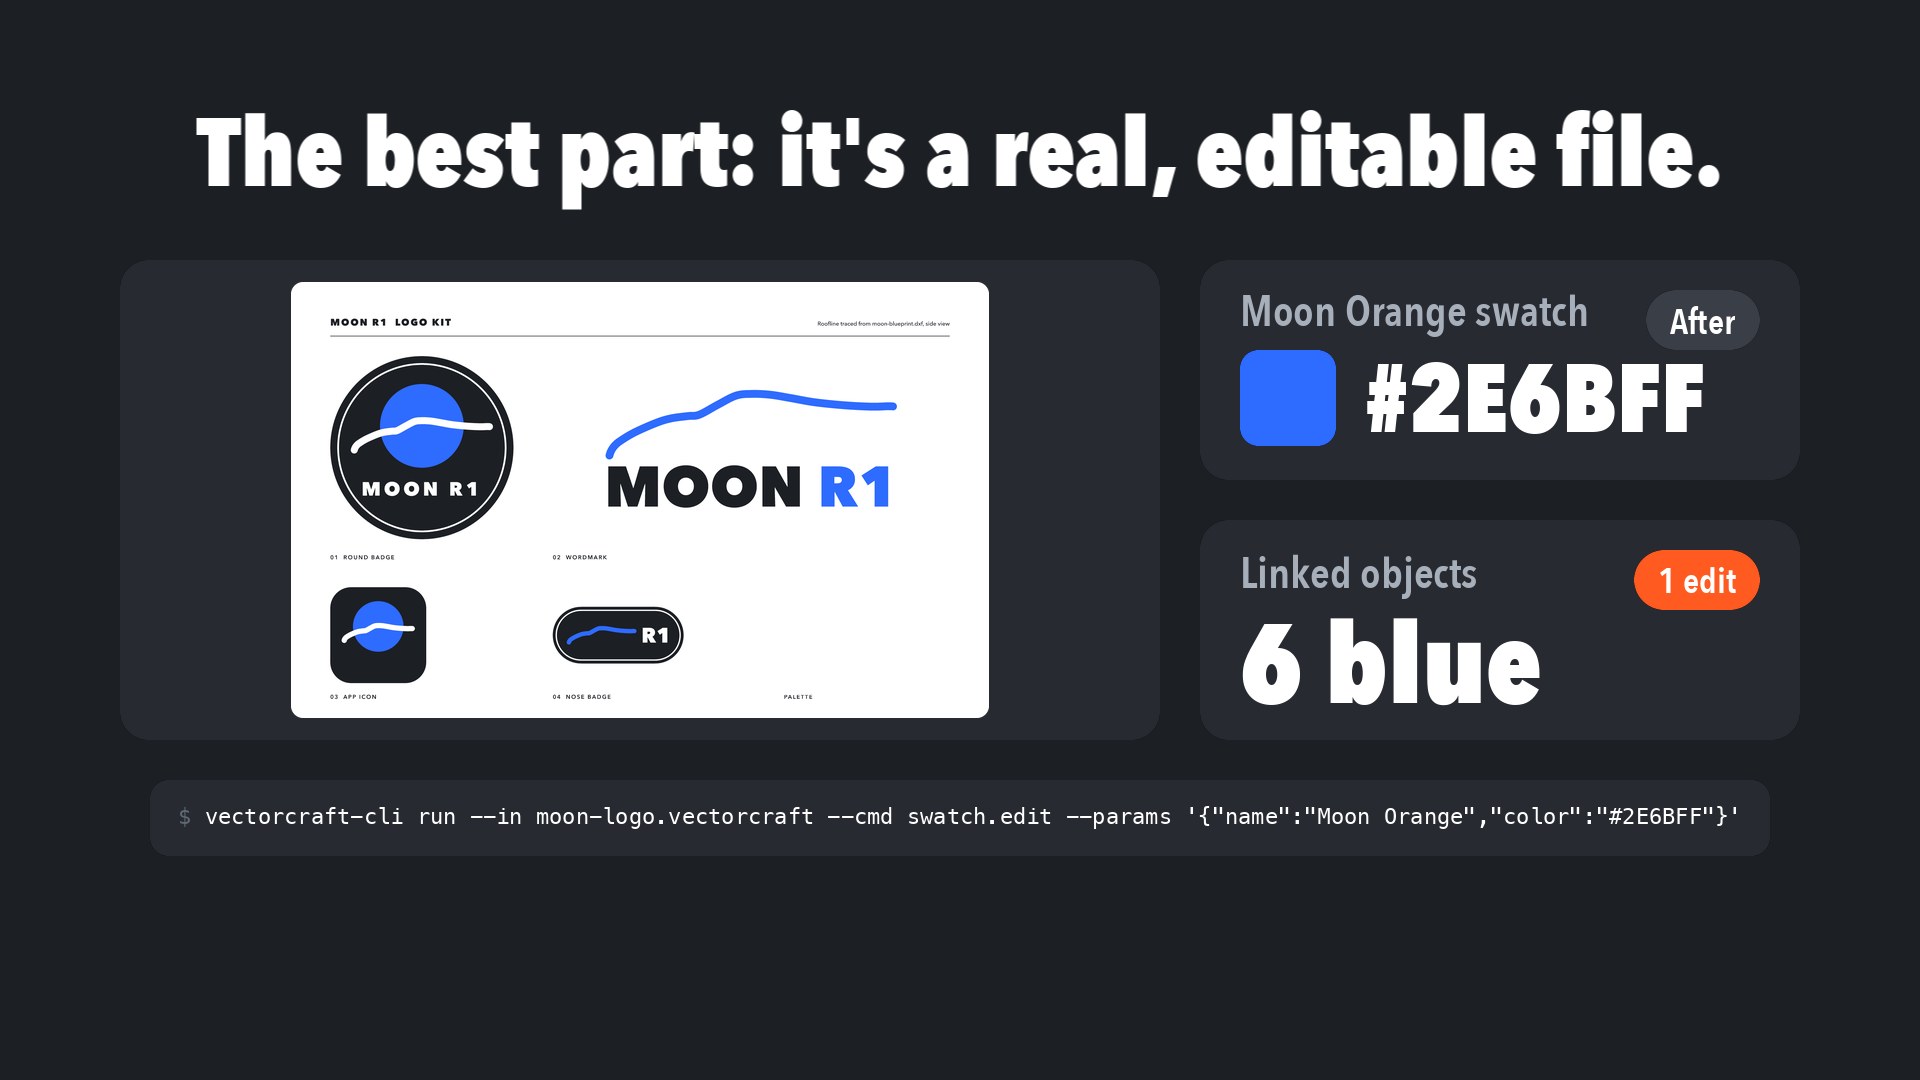 The best part: it's a real, editable file.
MOON R1 LOGO KIT
Roofline traced from moon-blueprint.dxf, side view
MOON R1
MOON R1
01 ROUND BADGE
02 WORDMARK
R1
03 APP ICON
04 NOSE BADGE
PALETTE
Moon Orange swatch
After
#2E6BFF
Linked objects
1 edit
6 blue
$ vectorcraft-cli run --in moon-logo.vectorcraft --cmd swatch.edit --params '{"name":"Moon Orange","color":"#2E6BFF"}'